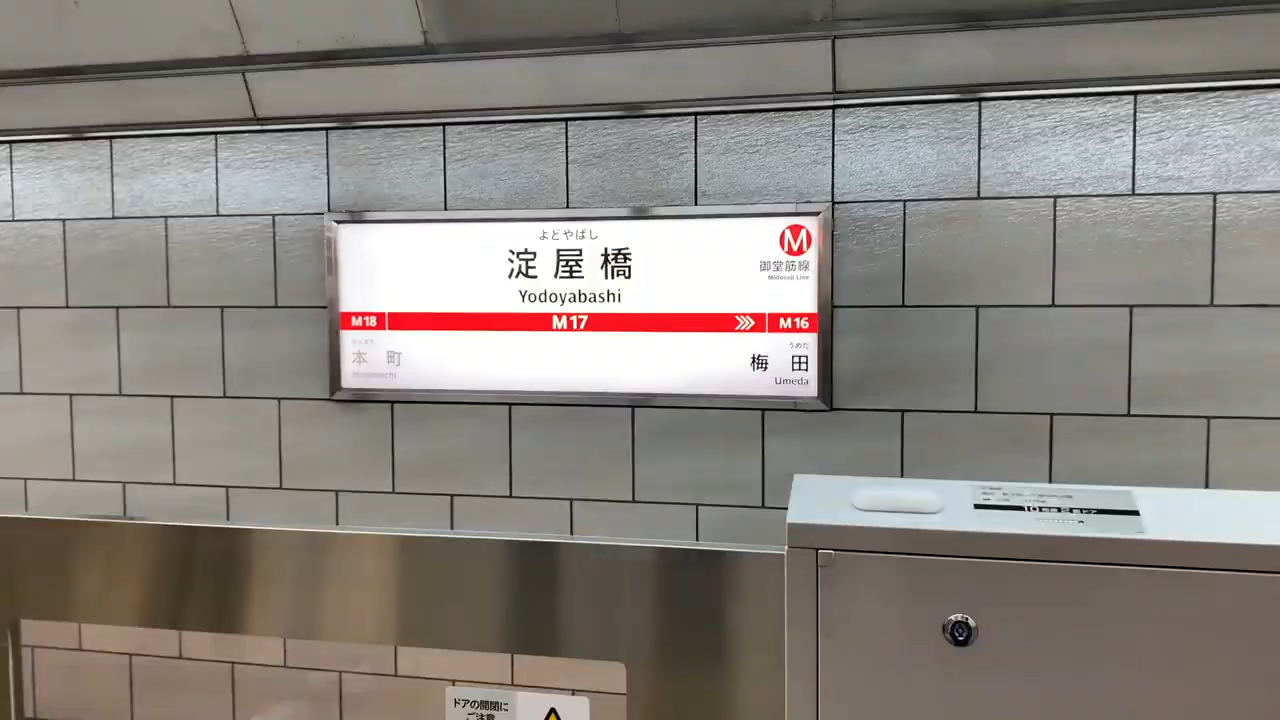 よどやばし
淀屋橋
Yodoyabashi
M
御堂筋線
Midosuji Line
M18
M17
M16
本町
うめだ
梅田
Umeda
ドアの開閉に
ご注意